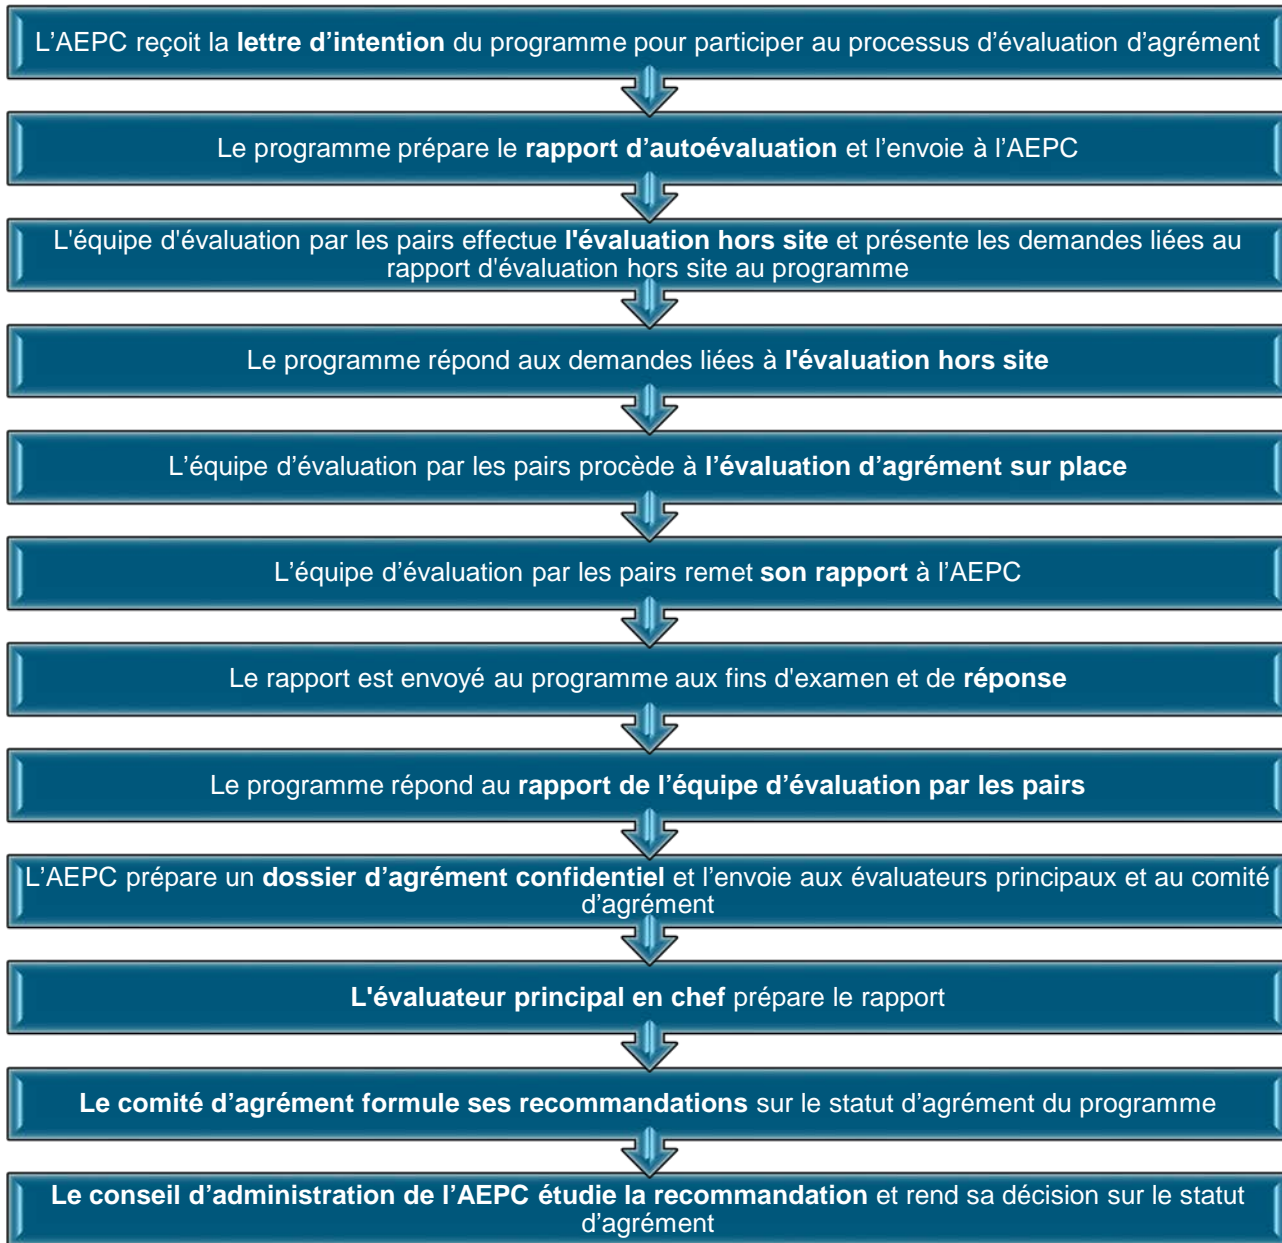 L’AEPC reçoit la lettre d’intention du programme pour participer au processus d’évaluation d’agrément
Le programme prépare le rapport d’autoévaluation et l’envoie à l’AEPC
L'équipe d'évaluation par les pairs effectue l'évaluation hors site et présente les demandes liées au
rapport d'évaluation hors site au programme
Le programme répond aux demandes liées à l'évaluation hors site
L’équipe d’évaluation par les pairs procède à l’évaluation d’agrément sur place
L’équipe d’évaluation par les pairs remet son rapport à l’AEPC
Le rapport est envoyé au programme aux fins d'examen et de réponse
Le programme répond au rapport de l’équipe d’évaluation par les pairs
L’AEPC prépare un dossier d’agrément confidentiel et l’envoie aux évaluateurs principaux et au comité
d’agrément
L'évaluateur principal en chef prépare le rapport
Le comité d’agrément formule ses recommandations sur le statut d’agrément du programme
Le conseil d’administration de l’AEPC étudie la recommandation et rend sa décision sur le statut
d’agrément